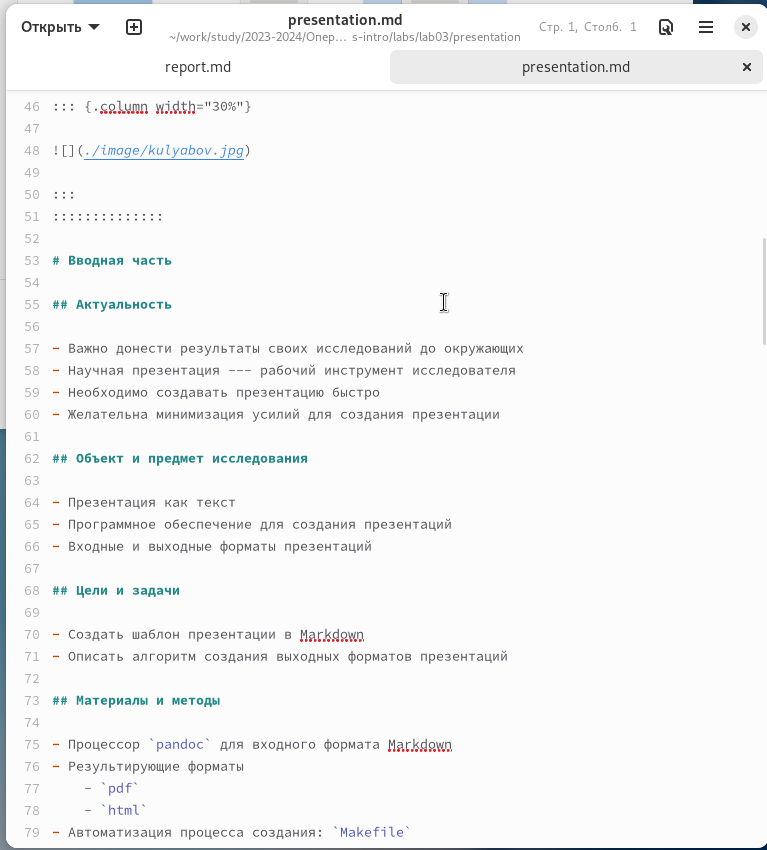 Открыть
presentation.md
~/work/study/2023-2024/Опер... s-intro/labs/lab03/presentation
Стр. 1, Столб. 1
report.md
presentation.md
46 ::: {.column width="30%"}
47
48 ![](./image/kulyabov.jpg)
49
50 :::
51 ::::::::::::::
52
53 # Вводная часть
54
55 ## Актуальность
56
57 - Важно донести результаты своих исследований до окружающих
58 - Научная презентация --- рабочий инструмент исследователя
59 - Необходимо создавать презентацию быстро
60 - Желательна минимизация усилий для создания презентации
61
62 ## Объект и предмет исследования
63
64 - Презентация как текст
65 - Программное обеспечение для создания презентаций
66 - Входные и выходные форматы презентаций
67
68 ## Цели и задачи
69
70 - Создать шаблон презентации в Markdown
71 - Описать алгоритм создания выходных форматов презентаций
72
73 ## Материалы и методы
74
75 - Процессор `pandoc` для входного формата Markdown
76 - Результирующие форматы
77     - `pdf`
78     - `html`
79 - Автоматизация процесса создания: `Makefile`